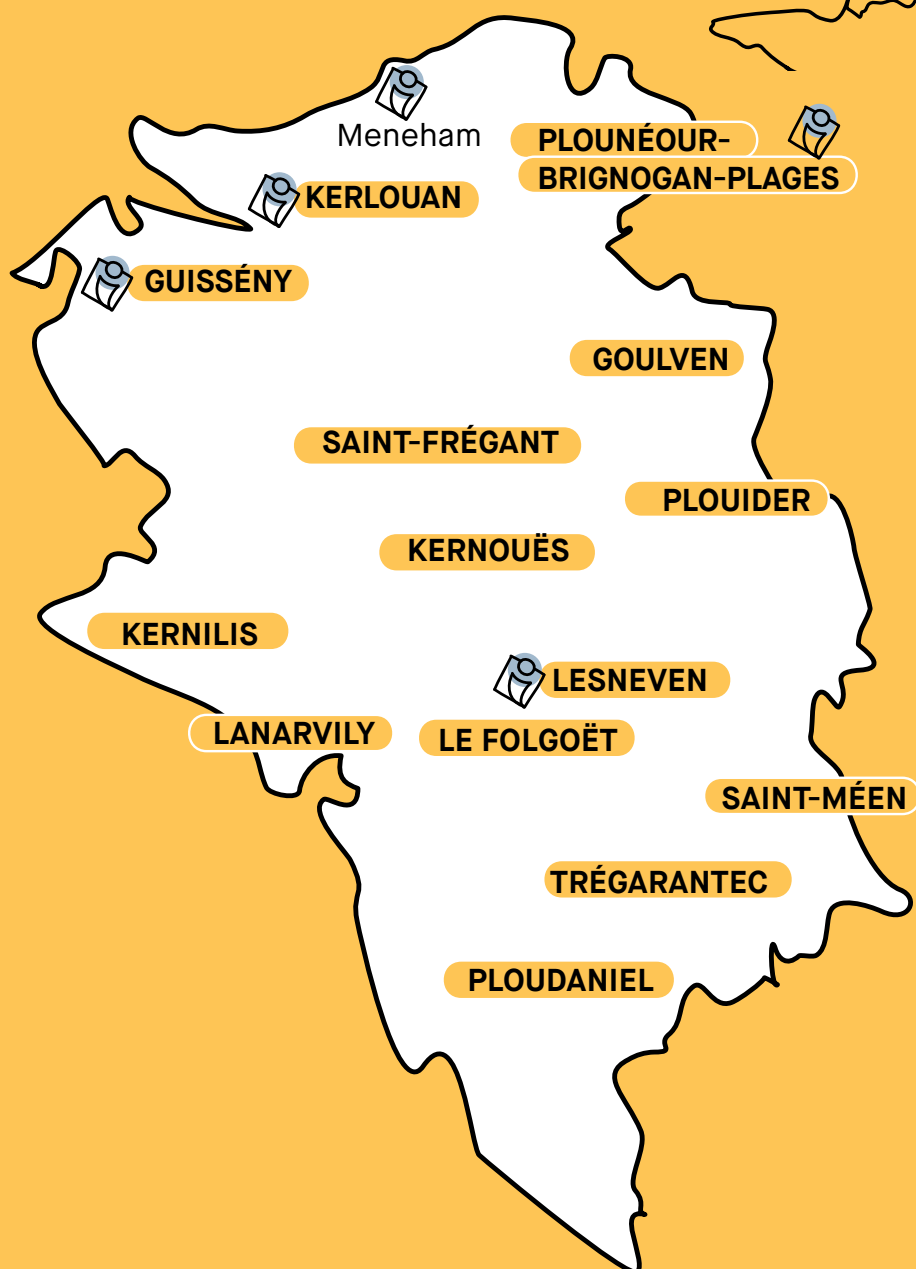 Meneham
PLOUNÉOUR-
BRIGNOGAN-PLAGES
KERLOUAN
GUISSÉNY
GOULVEN
SAINT-FRÉGANT
PLOUIDER
KERNOUËS
KERNILIS
LESNEVEN
LANARVILY
LE FOLGOËT
SAINT-MÉEN
TRÉGARANTEC
PLOUDANIEL